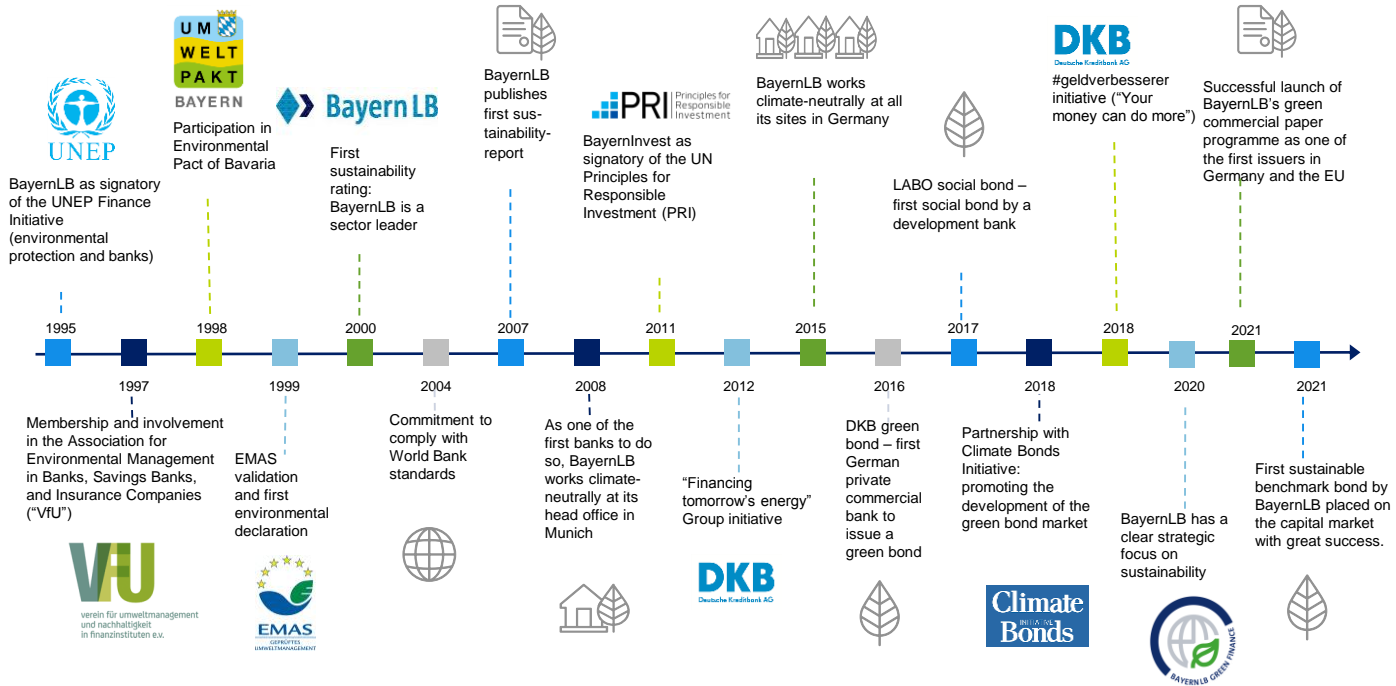 UM
WELT
PAKT
BAYERN
Participation in
Environmental
Pact of Bavaria
UNEP
BayernLB as signatory
of the UNEP Finance
Initiative
(environmental
protection and banks)
Bayern LB
First
sustainability
rating:
BayernLB is a
sector leader
BayernLB
publishes
first sus-
tainability-
report
PRI
Principles for
Responsible
Investment
BayernInvest as
signatory of the UN
Principles for
Responsible
Investment (PRI)
BayernLB works
climate-neutrally at all
its sites in Germany
LABO social bond –
first social bond by a
development bank
DKB
Deutsche Kreditbank AG
#geldverbesserer
initiative (“Your
money can do more”)
Successful launch of
BayernLB’s green
commercial paper
programme as one of
the first issuers in
Germany and the EU
1995
1998
2000
2007
2011
2015
2017
2018
2021
1997
1999
2004
2008
2012
2016
2018
2020
2021
Membership and involvement
in the Association for
Environmental Management
in Banks, Savings Banks,
and Insurance Companies
(“VfU”)
VFU
verein für umweltmanagement
und nachhaltigkeit
in finanzinstituten e.v.
EMAS
validation
and first
environmental
declaration
EMAS
GEPRÜFTES
UMWELTMANAGEMENT
Commitment to
comply with
World Bank
standards
As one of the
first banks to do
so, BayernLB
works climate-
neutrally at its
head office in
Munich
“Financing
tomorrow’s energy”
Group initiative
DKB
Deutsche Kreditbank AG
DKB green
bond – first
German
private
commercial
bank to
issue a
green bond
Partnership with
Climate Bonds
Initiative:
promoting the
development of the
green bond market
Climate
INITIATIVE
Bonds
BayernLB has a
clear strategic
focus on
sustainability
BAYERNLB GREEN FINANCE
First sustainable
benchmark bond by
BayernLB placed on
the capital market
with great success.